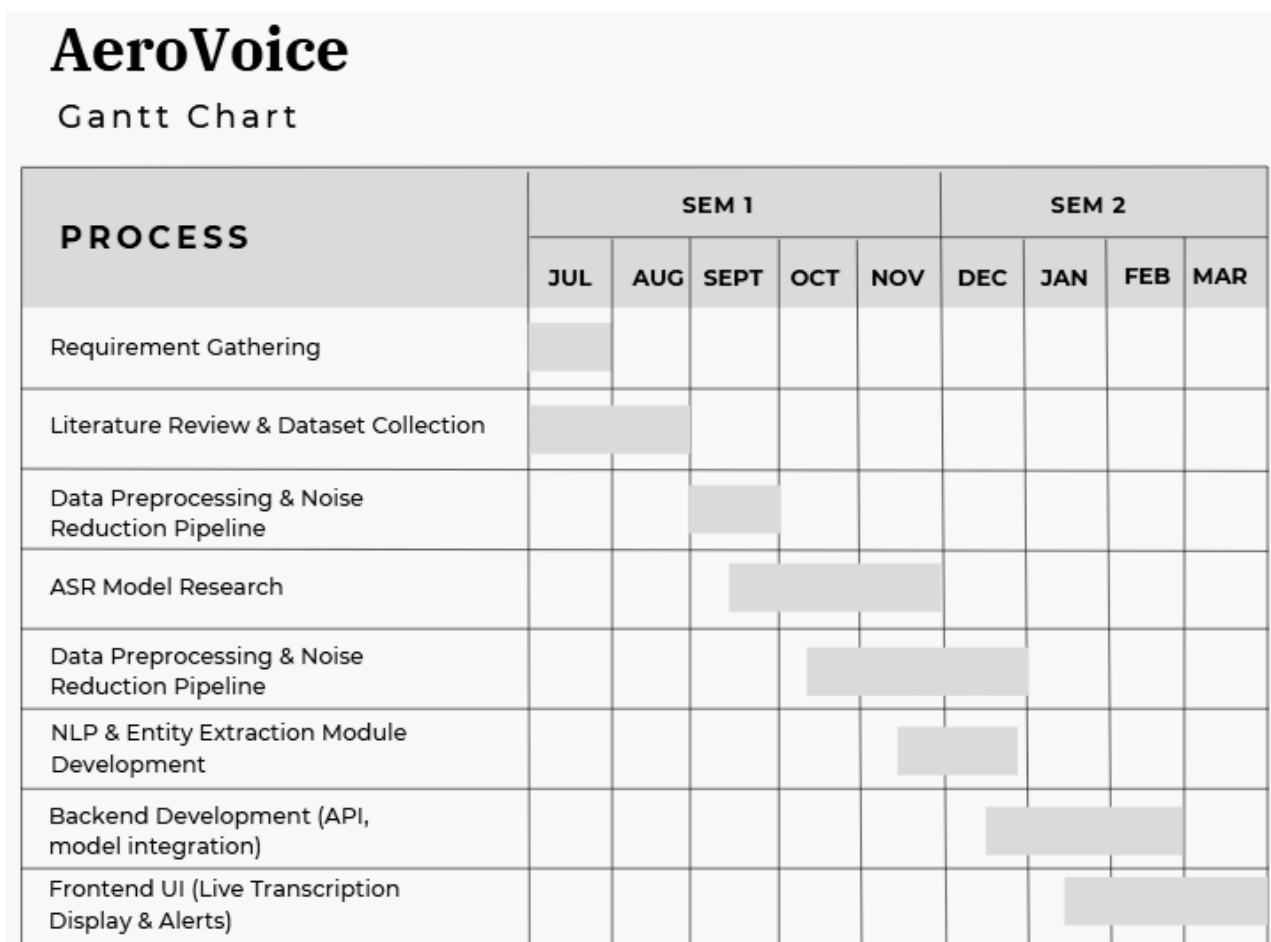 AeroVoice
Gantt Chart
PROCESS
SEM 1
SEM 2
JUL AUG SEPT OCT NOV DEC JAN FEB MAR
Requirement Gathering
Literature Review & Dataset Collection
Data Preprocessing & Noise
Reduction Pipeline
ASR Model Research
Data Preprocessing & Noise
Reduction Pipeline
NLP & Entity Extraction Module
Development
Backend Development (API,
model integration)
Frontend UI (Live Transcription
Display & Alerts)